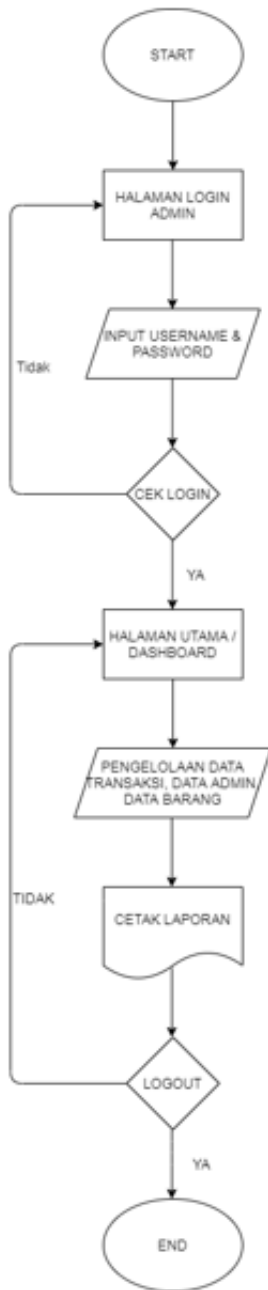 START
HALAMAN LOGIN
ADMIN
INPUT USERNAME &
PASSWORD
Tidak
CEK LOGIN
YA
HALAMAN UTAMA /
DASHBOARD
PENGELOLAAN DATA
TRANSAKSI, DATA ADMIN
DATA BARANG
TIDAK
CETAK LAPORAN
LOGOUT
YA
END